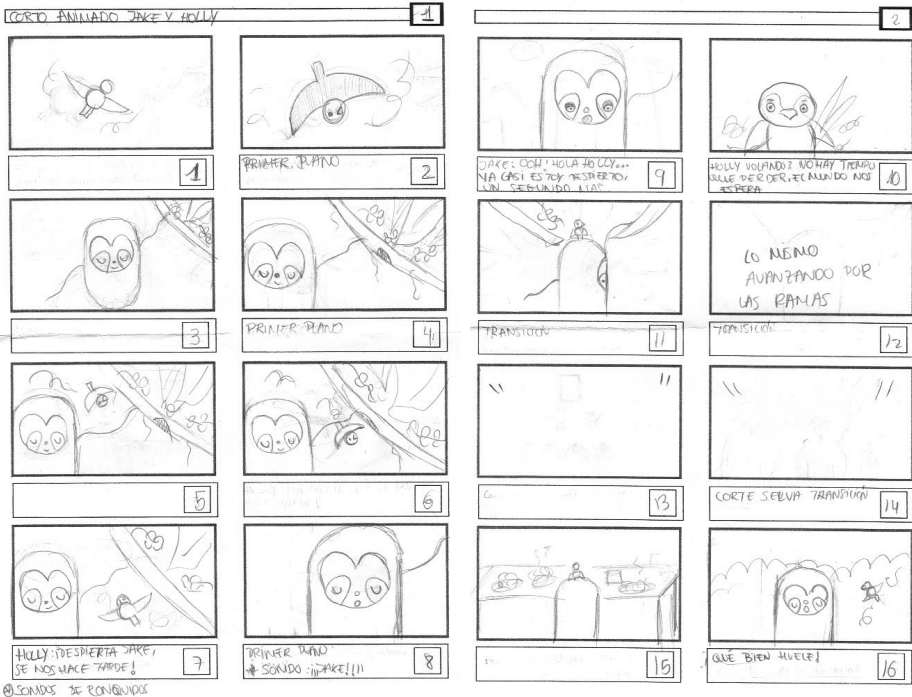 CORTO ANIMADO JAKE Y HOLLY
1
1
PRIMER PLANO
2
3
PRIMER PLANO
4
5
6
HOLLY: ¡DESPIERTA JAKE,
SE NOS HACE TARDE!
7
PRIMER PLANO
* SONIDO: ¡¡JAKE!!!!
8
SONIDOS DE RONQUIDOS
2
JAKE: OOH! HOLA HOLLY...
YA CASI ESTOY DESPIERTO,
UN SEGUNDO MAS
9
HOLLY VOLANDO: NO HAY TIEMPO
QUE PERDER, EL MUNDO NOS
ESPERA
10
TRANSICIÓN
11
LO MISMO
AVANZANDO POR
LAS RAMAS
TRANSICIÓN
12
13
CORTE SELVA TRANSICIÓN
14
15
QUÉ BIEN HUELE!
16